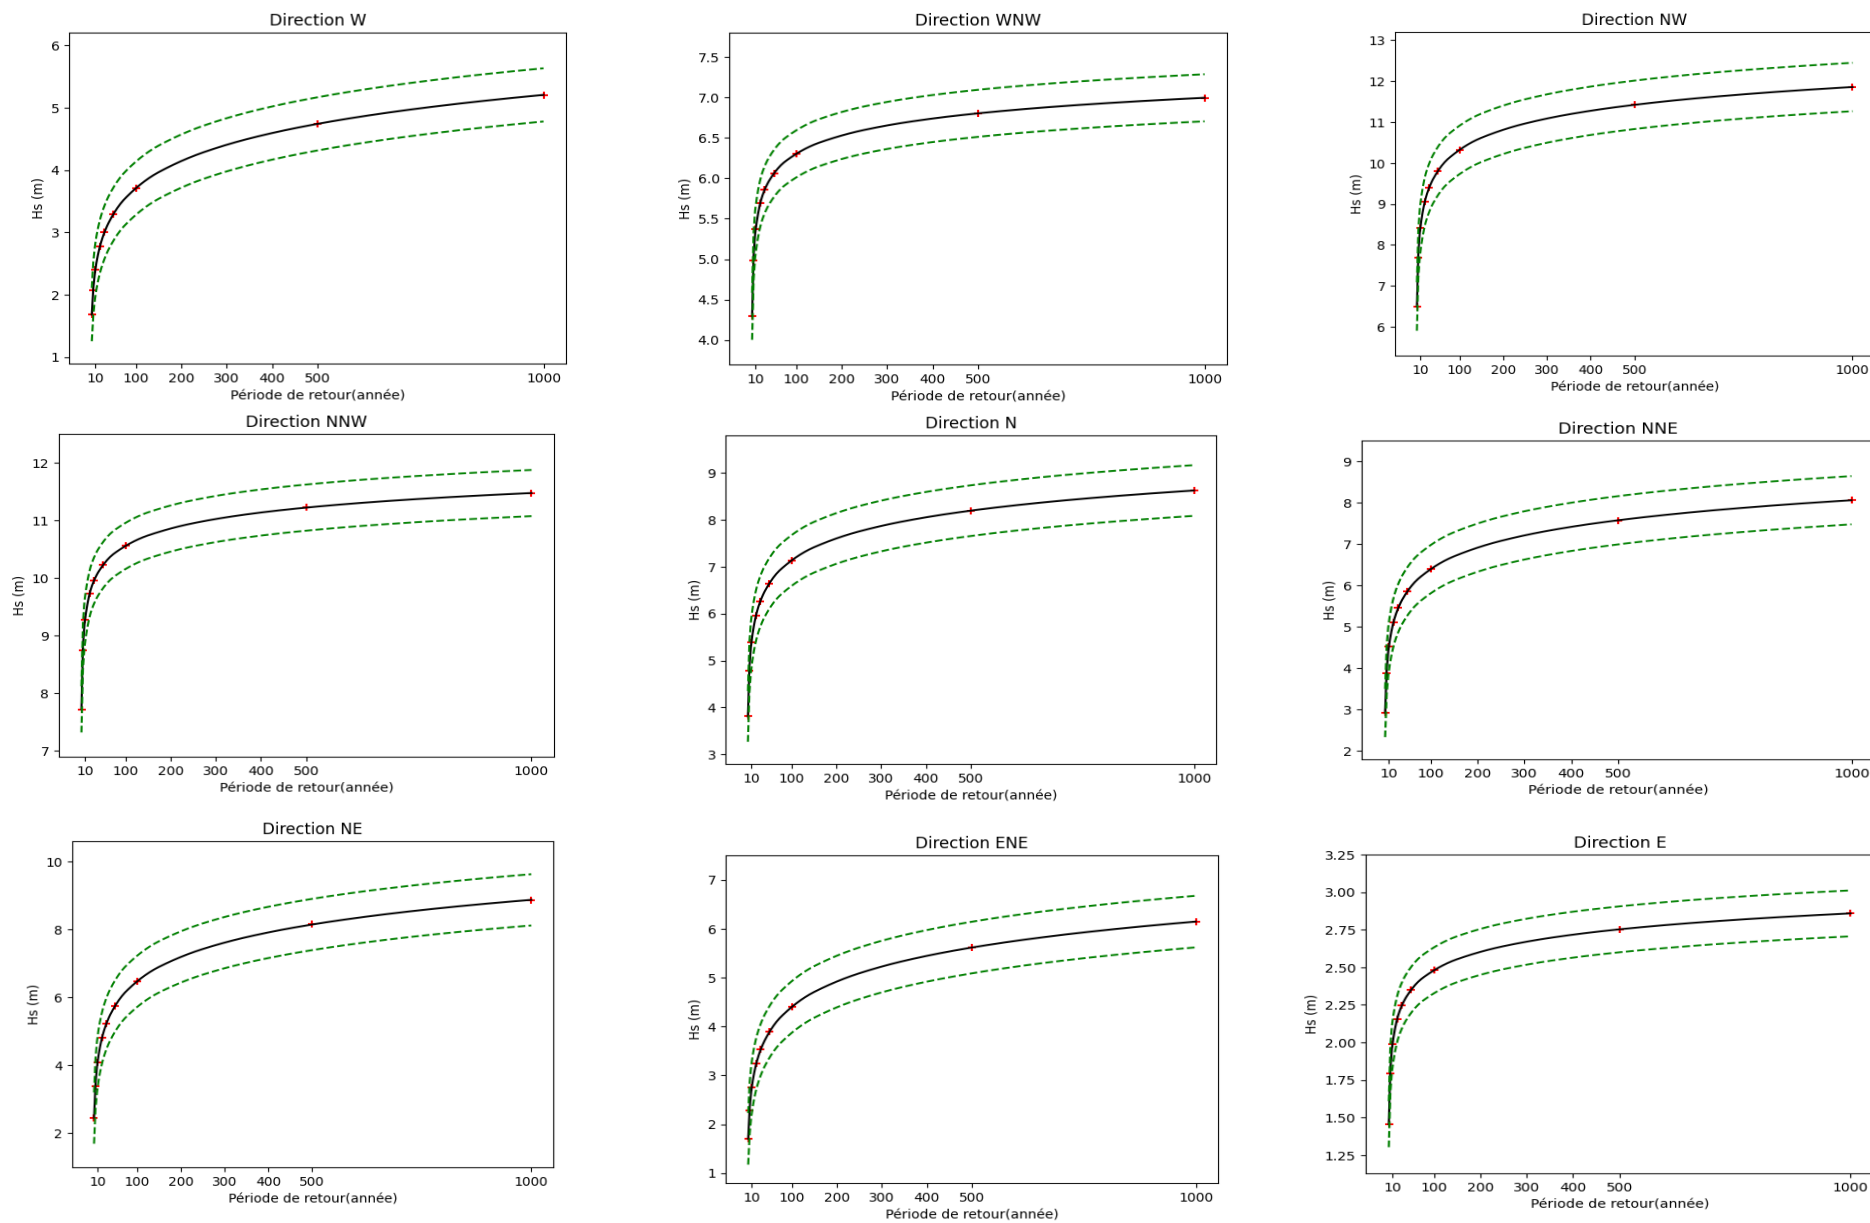 Direction W
6
5
4
3
2
1
Hs (m)
10 100 200 300 400 500 1000
Période de retour(année)
Direction WNW
7.5
7.0
6.5
6.0
5.5
5.0
4.5
4.0
Hs (m)
10 100 200 300 400 500 1000
Période de retour(année)
Direction NW
13
12
11
10
9
8
7
6
Hs (m)
10 100 200 300 400 500 1000
Période de retour(année)
Direction NNW
12
11
10
9
8
7
Hs (m)
10 100 200 300 400 500 1000
Période de retour(année)
Direction N
9
8
7
6
5
4
3
Hs (m)
10 100 200 300 400 500 1000
Période de retour(année)
Direction NNE
9
8
7
6
5
4
3
2
Hs (m)
10 100 200 300 400 500 1000
Période de retour(année)
Direction NE
10
8
6
4
2
Hs (m)
10 100 200 300 400 500 1000
Période de retour(année)
Direction ENE
7
6
5
4
3
2
1
Hs (m)
10 100 200 300 400 500 1000
Période de retour(année)
Direction E
3.25
3.00
2.75
2.50
2.25
2.00
1.75
1.50
1.25
Hs (m)
10 100 200 300 400 500 1000
Période de retour(année)